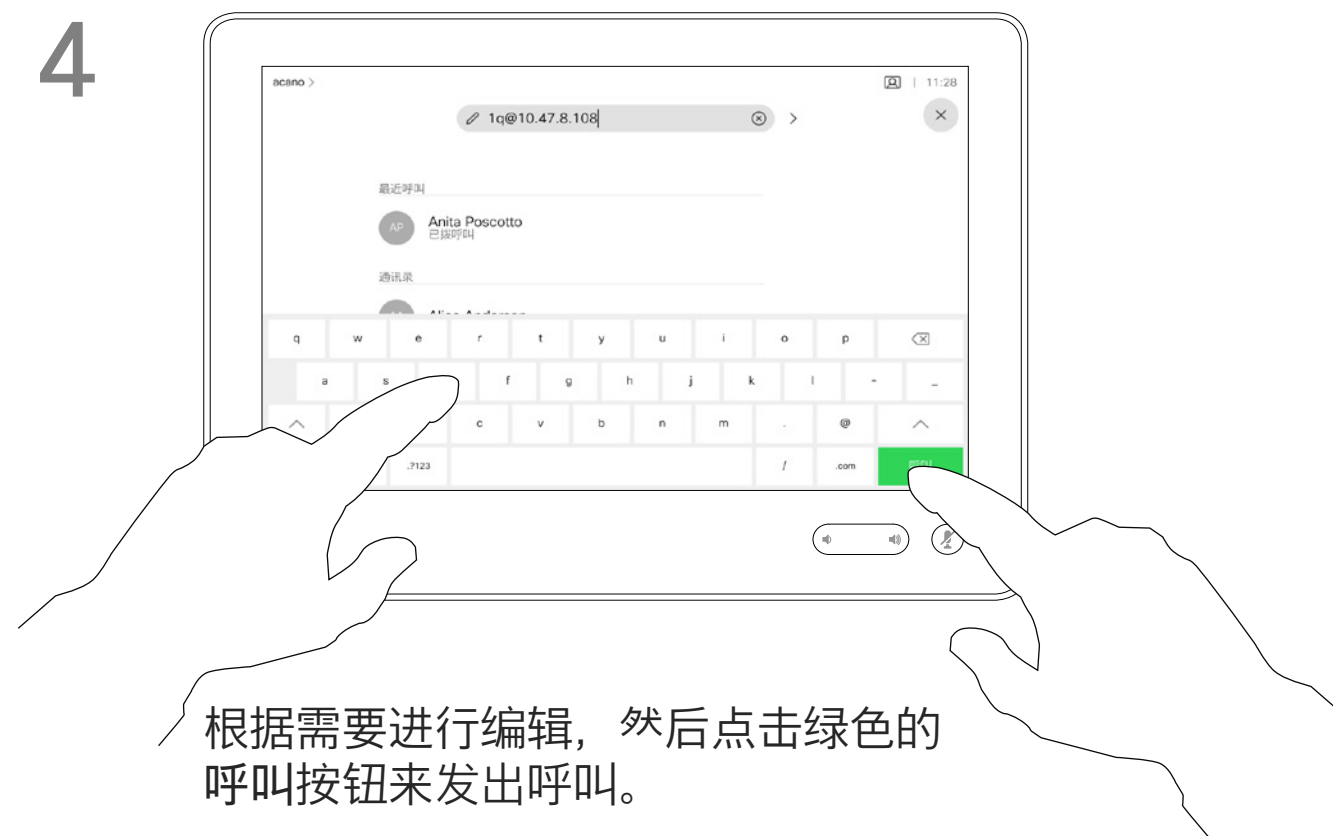 4
acano >
11:28
1q@10.47.8.108
最近呼叫
AP
Anita Poscotto
已拨呼叫
通讯录
q w e r t y u i o p
a s f g h j k l - _
c v b n m . @
.?123 / .com
根据需要进行编辑，然后点击绿色的
呼叫按钮来发出呼叫。